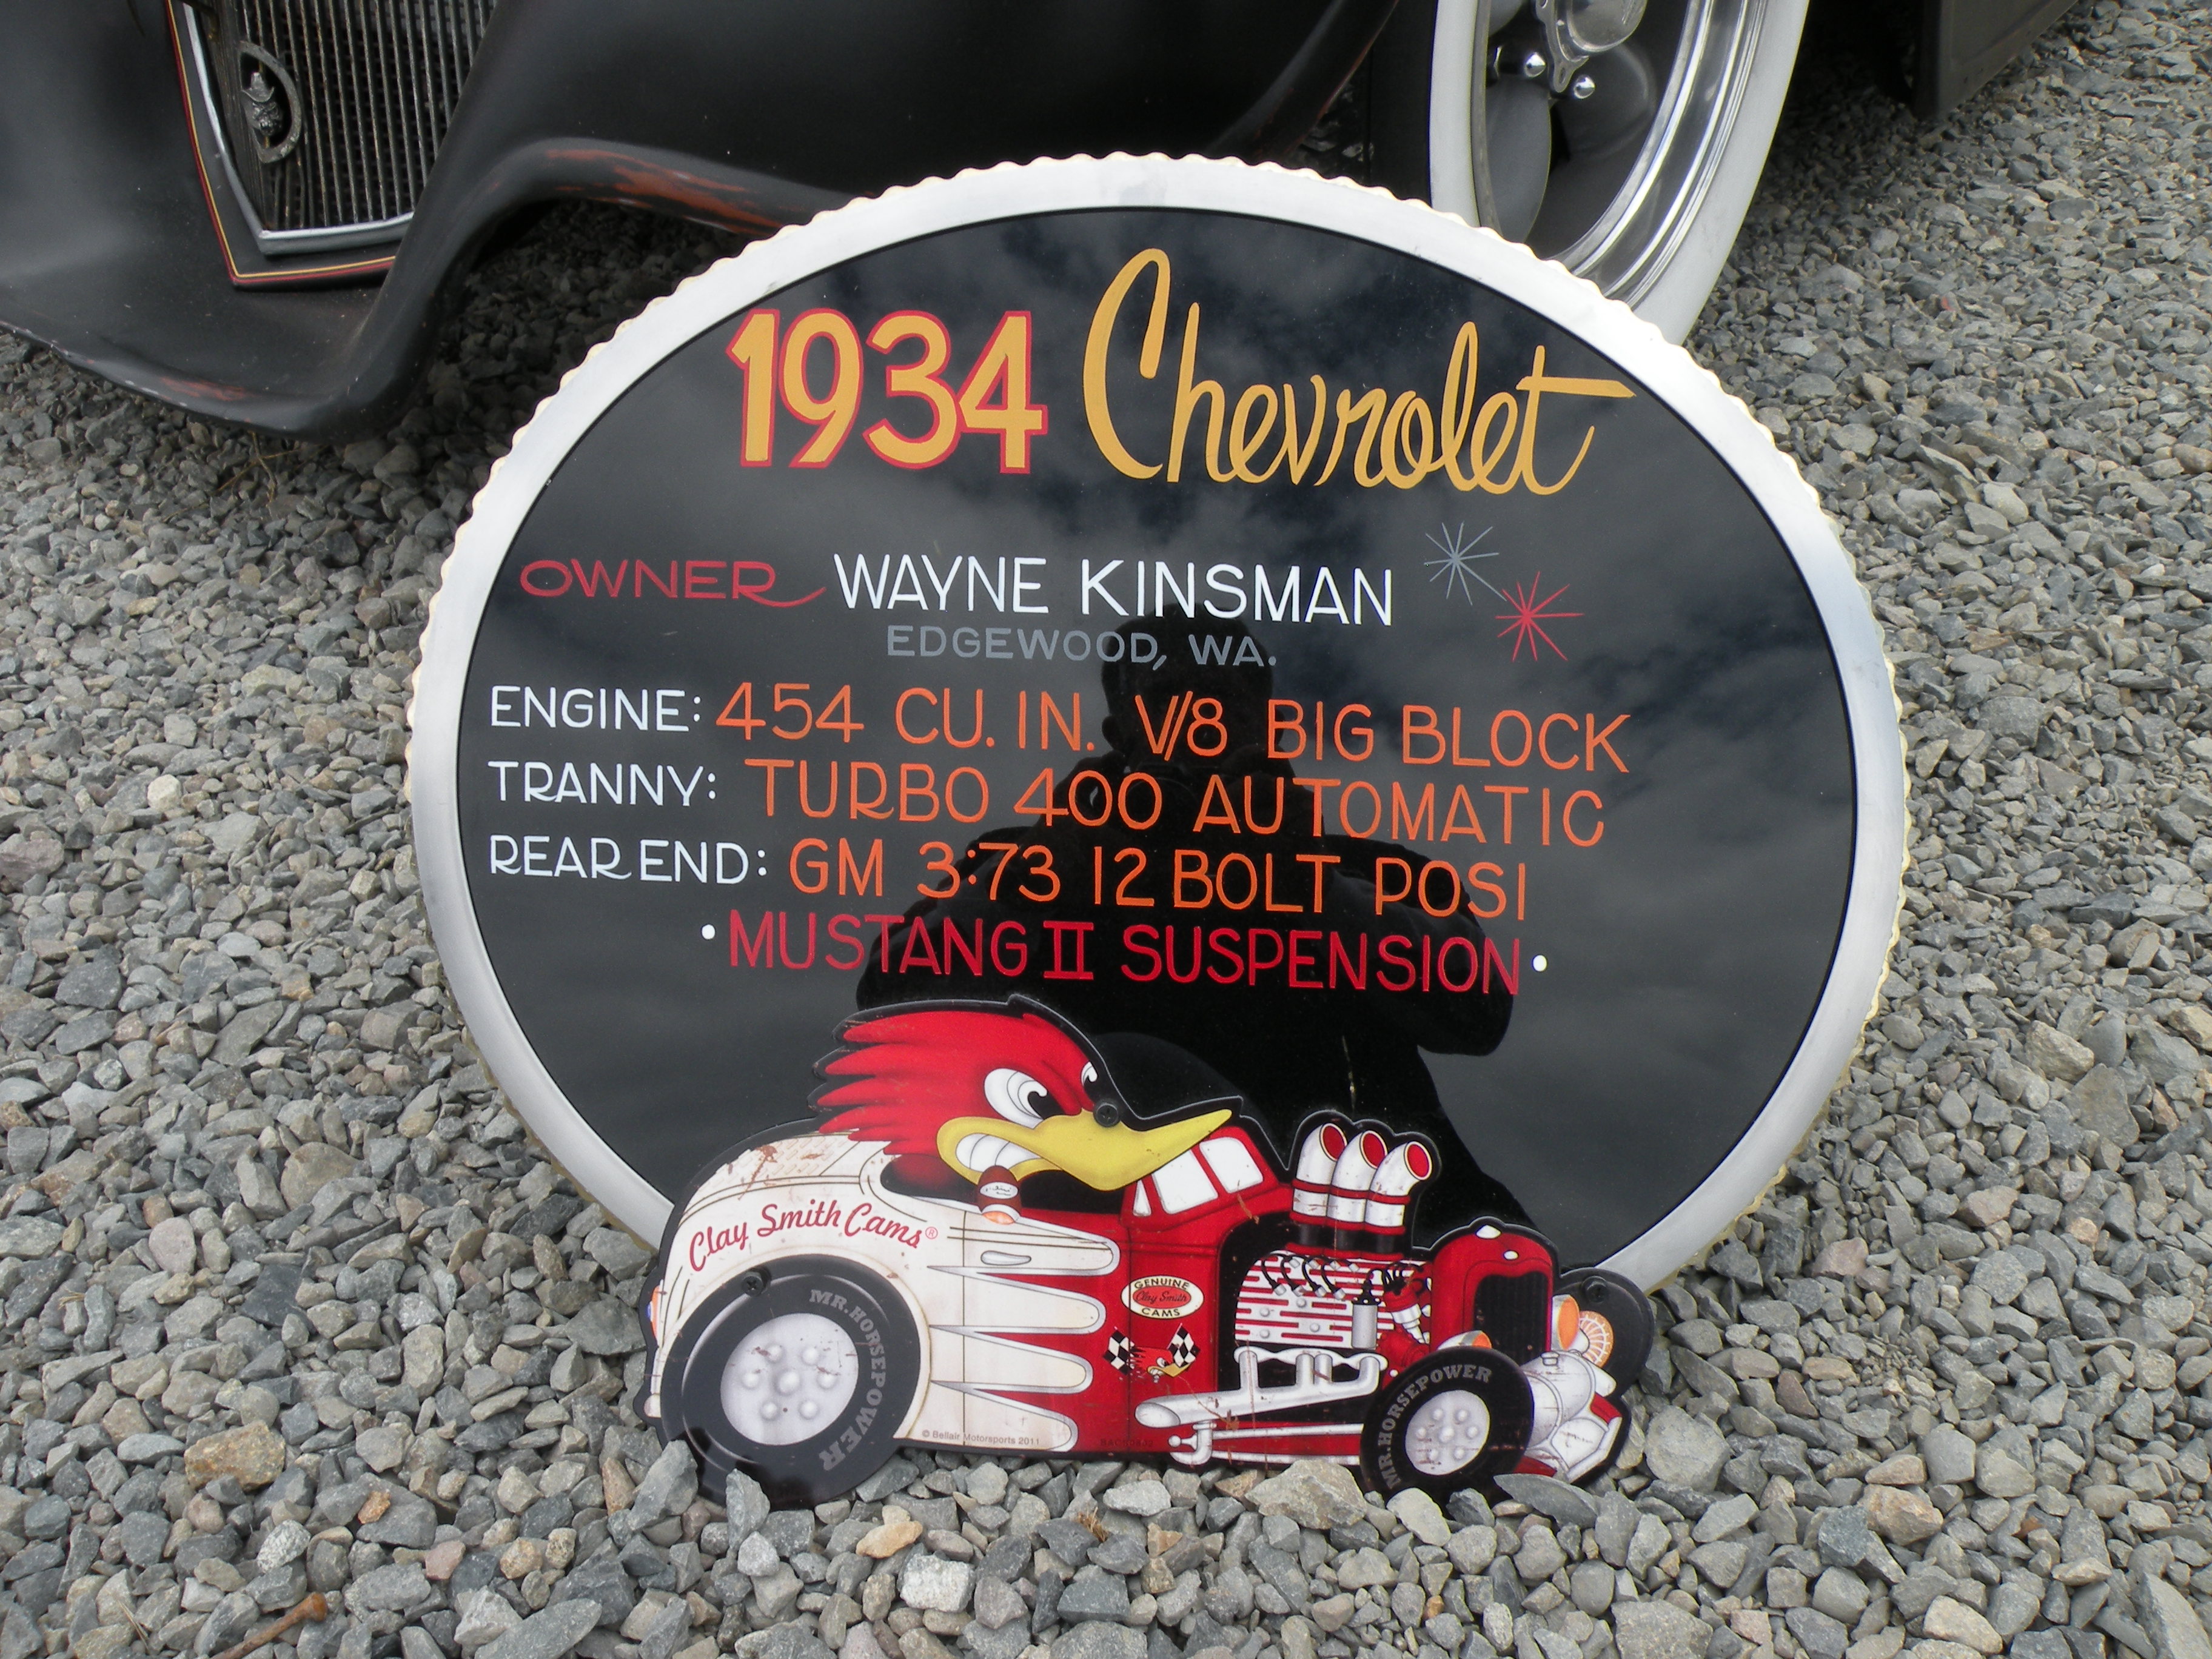 1934 Chevrolet
OWNER WAYNE KINSMAN
EDGEWOOD, WA.
ENGINE: 454 CU. IN. V/8 BIG BLOCK
TRANNY: TURBO 400 AUTOMATIC
REAR END: GM 3:73 12 BOLT POSI
• MUSTANG II SUSPENSION •
Clay Smith Cams®
GENUINE
Clay Smith
CAMS
MR. HORSEPOWER
MR. HORSEPOWER
© Bellair Motorsports 2011